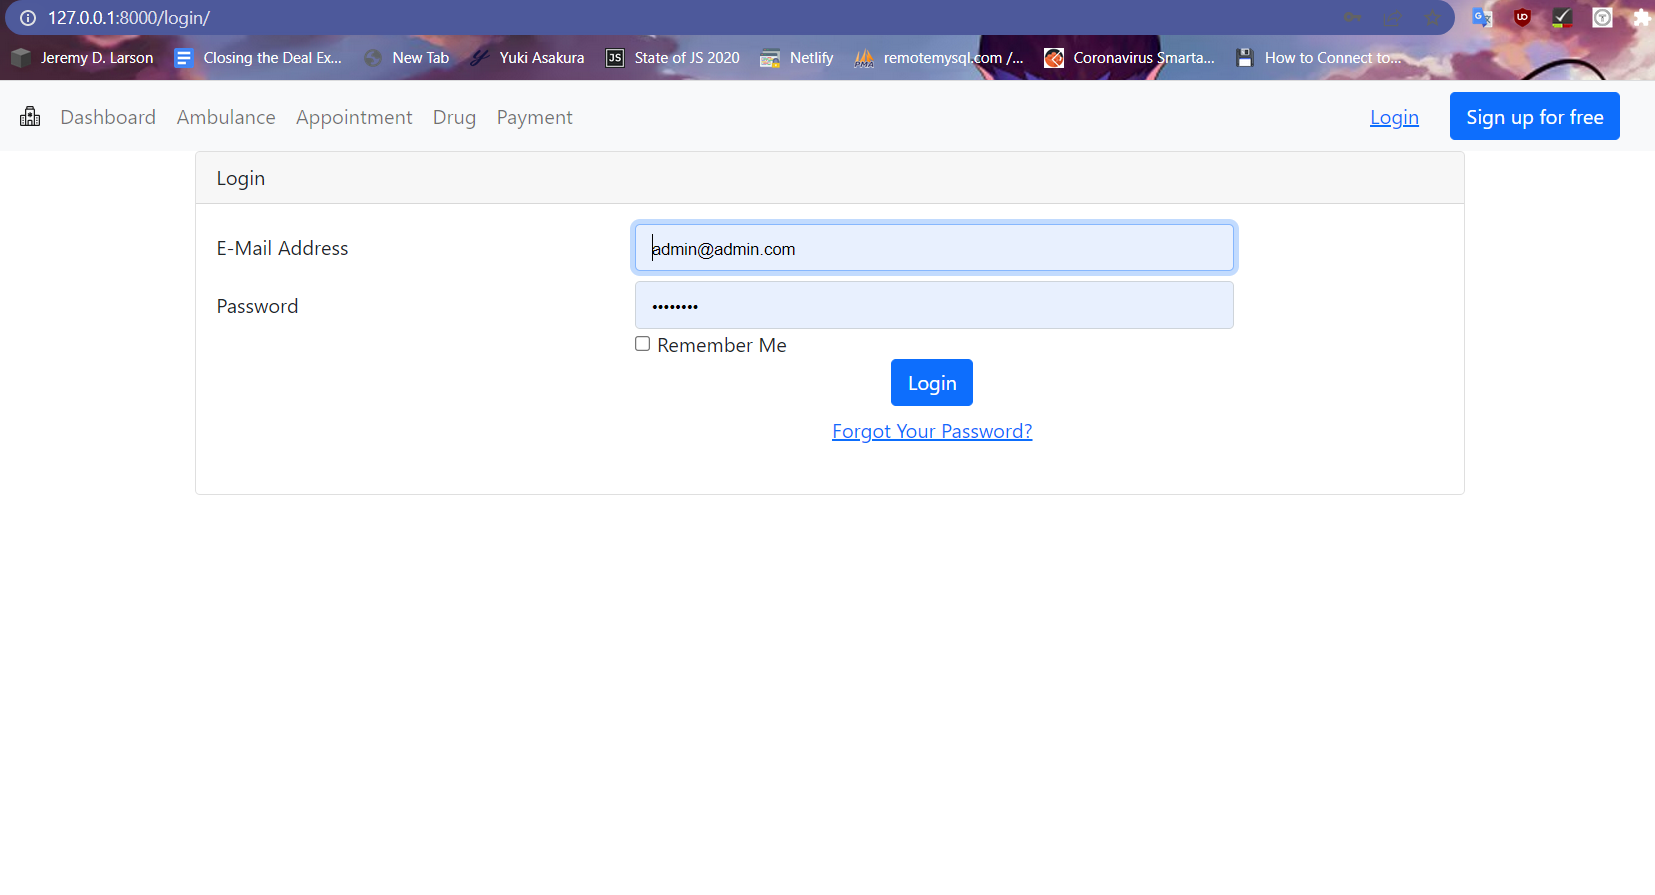 127.0.0.1:8000/login/
Jeremy D. Larson Closing the Deal Ex... New Tab Yuki Asakura JS State of JS 2020 Netlify PMA remotemysql.com /... Coronavirus Smarta... How to Connect to...
Dashboard Ambulance Appointment Drug Payment Login Sign up for free
Login
E-Mail Address admin@admin.com
Password ••••••••
Remember Me
Login
Forgot Your Password?